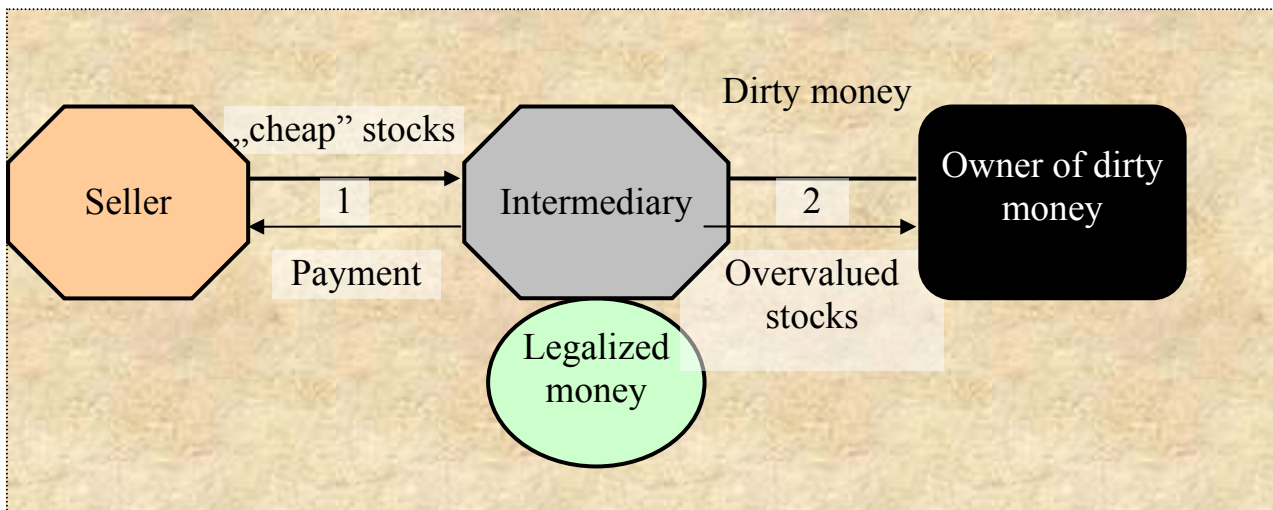 Seller
„cheap” stocks
1
Payment
Intermediary
Legalized
money
Dirty money
2
Overvalued
stocks
Owner of dirty
money